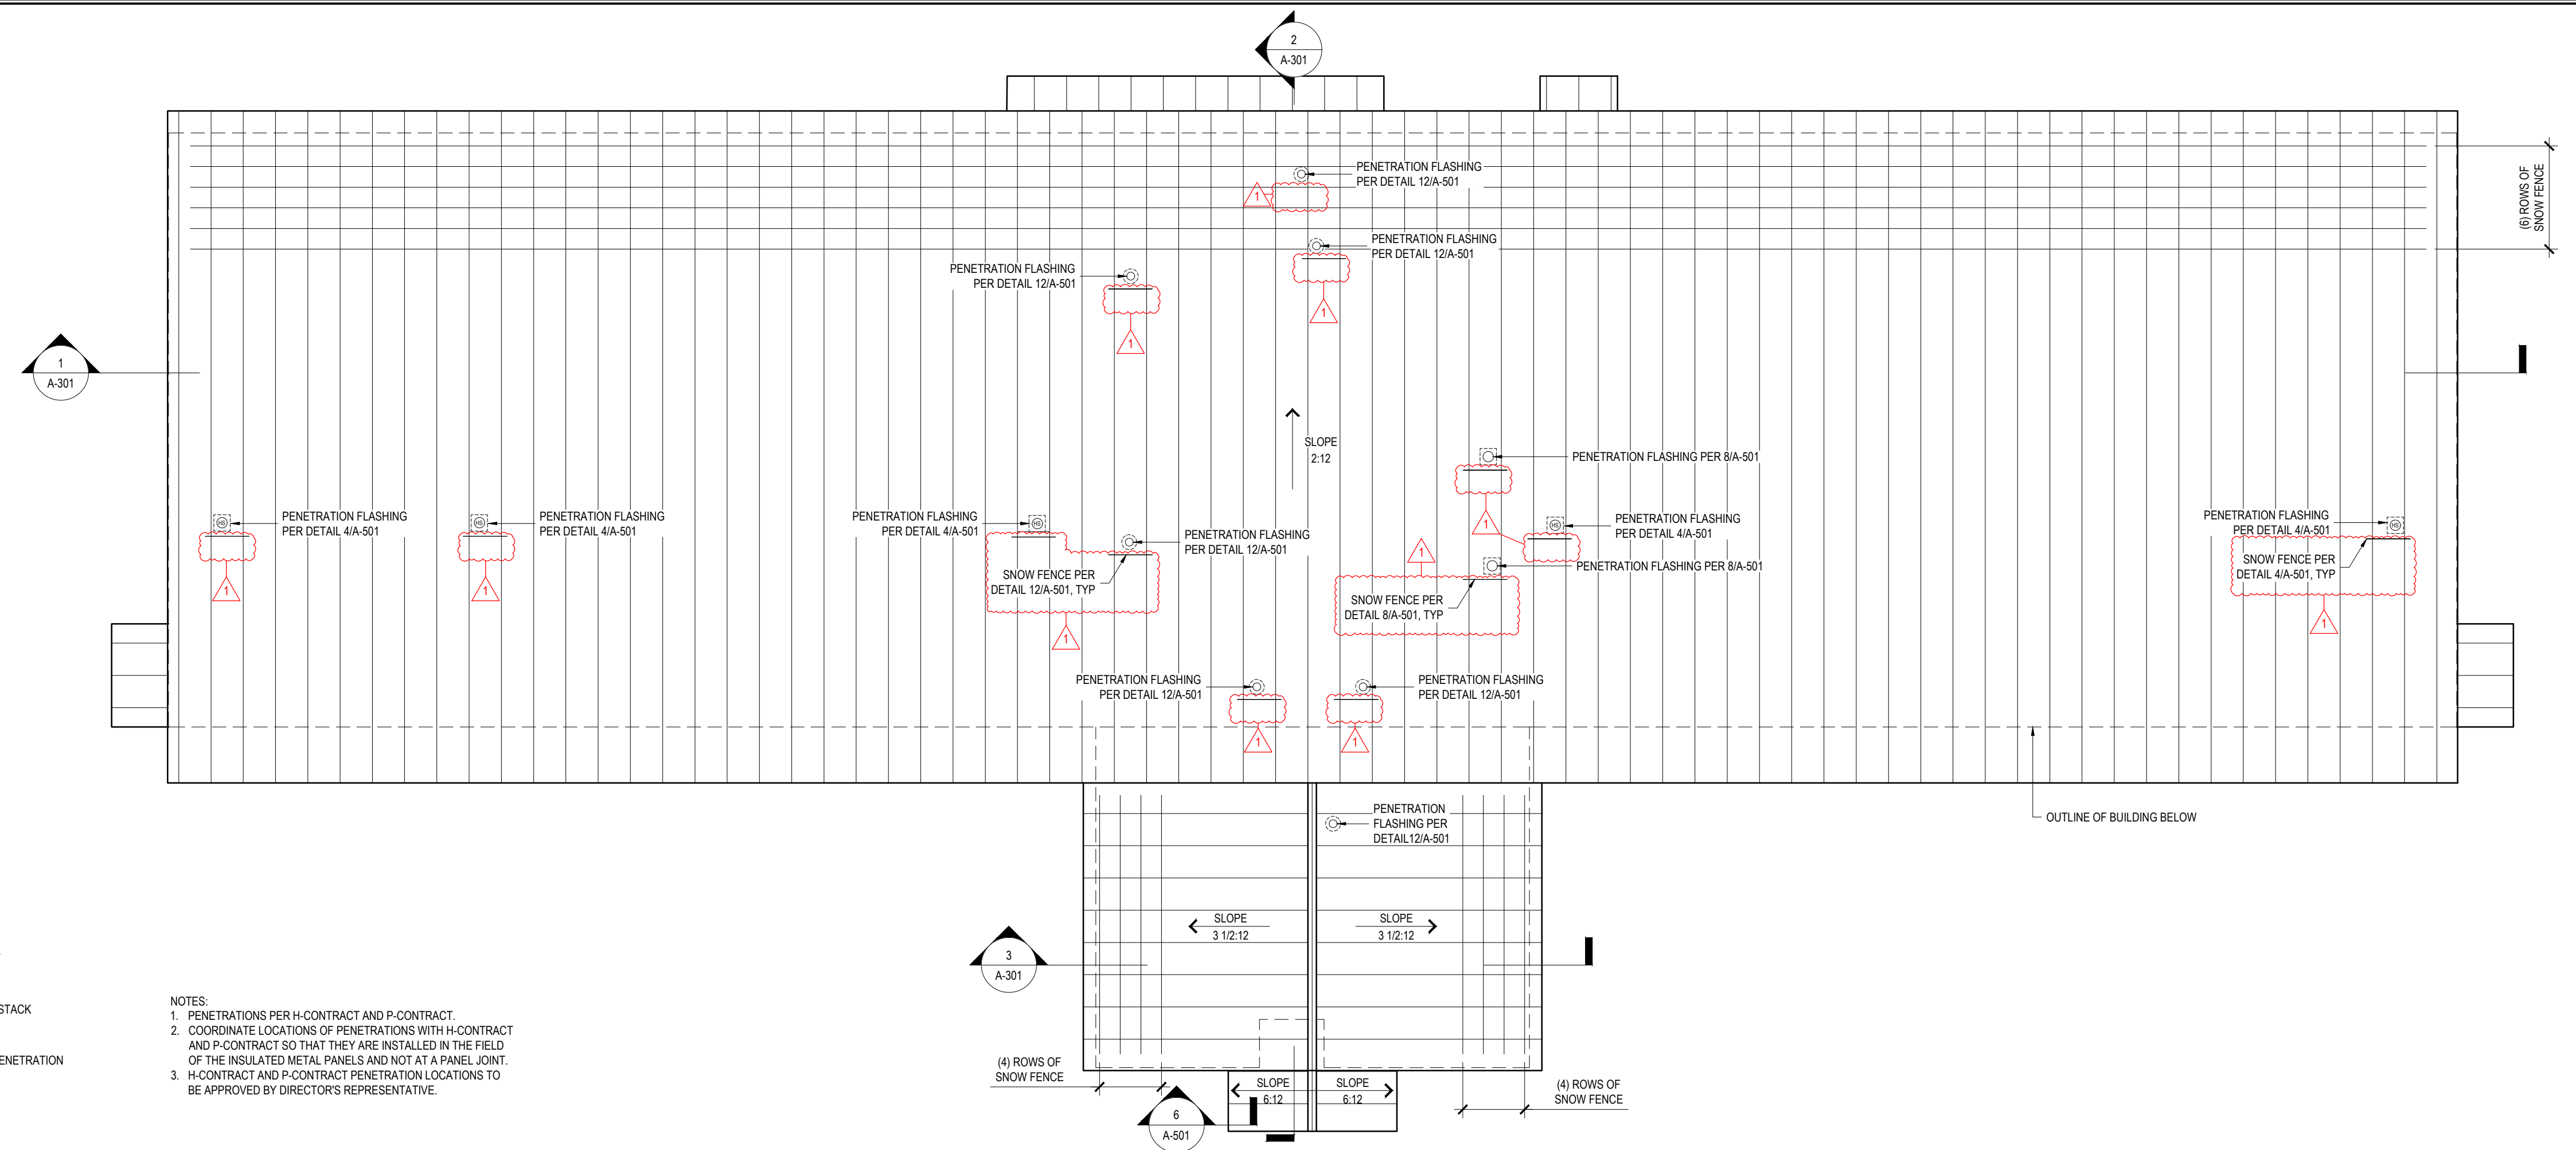 2
A-301
PENETRATION FLASHING
PER DETAIL 12/A-501
1
(6) ROWS OF
SNOW FENCE
PENETRATION FLASHING
PER DETAIL 12/A-501
1
PENETRATION FLASHING
PER DETAIL 12/A-501
1
1
A-301
SLOPE
2:12
PENETRATION FLASHING PER 8/A-501
1
HS
PENETRATION FLASHING
PER DETAIL 4/A-501
1
HS
PENETRATION FLASHING
PER DETAIL 4/A-501
1
PENETRATION FLASHING
PER DETAIL 4/A-501
HS
PENETRATION FLASHING
PER DETAIL 12/A-501
SNOW FENCE PER
DETAIL 12/A-501, TYP
1
HS
PENETRATION FLASHING
PER DETAIL 4/A-501
PENETRATION FLASHING PER 8/A-501
1
SNOW FENCE PER
DETAIL 8/A-501, TYP
PENETRATION FLASHING
PER DETAIL 4/A-501
HS
SNOW FENCE PER
DETAIL 4/A-501, TYP
1
PENETRATION FLASHING
PER DETAIL 12/A-501
1
PENETRATION FLASHING
PER DETAIL 12/A-501
1
PENETRATION
FLASHING PER
DETAIL12/A-501
OUTLINE OF BUILDING BELOW
SLOPE
3 1/2:12
SLOPE
3 1/2:12
3
A-301
STACK
ENETRATION
NOTES:
1. PENETRATIONS PER H-CONTRACT AND P-CONTRACT.
2. COORDINATE LOCATIONS OF PENETRATIONS WITH H-CONTRACT
AND P-CONTRACT SO THAT THEY ARE INSTALLED IN THE FIELD
OF THE INSULATED METAL PANELS AND NOT AT A PANEL JOINT.
3. H-CONTRACT AND P-CONTRACT PENETRATION LOCATIONS TO
BE APPROVED BY DIRECTOR'S REPRESENTATIVE.
(4) ROWS OF
SNOW FENCE
SLOPE
6:12
SLOPE
6:12
(4) ROWS OF
SNOW FENCE
6
A-501